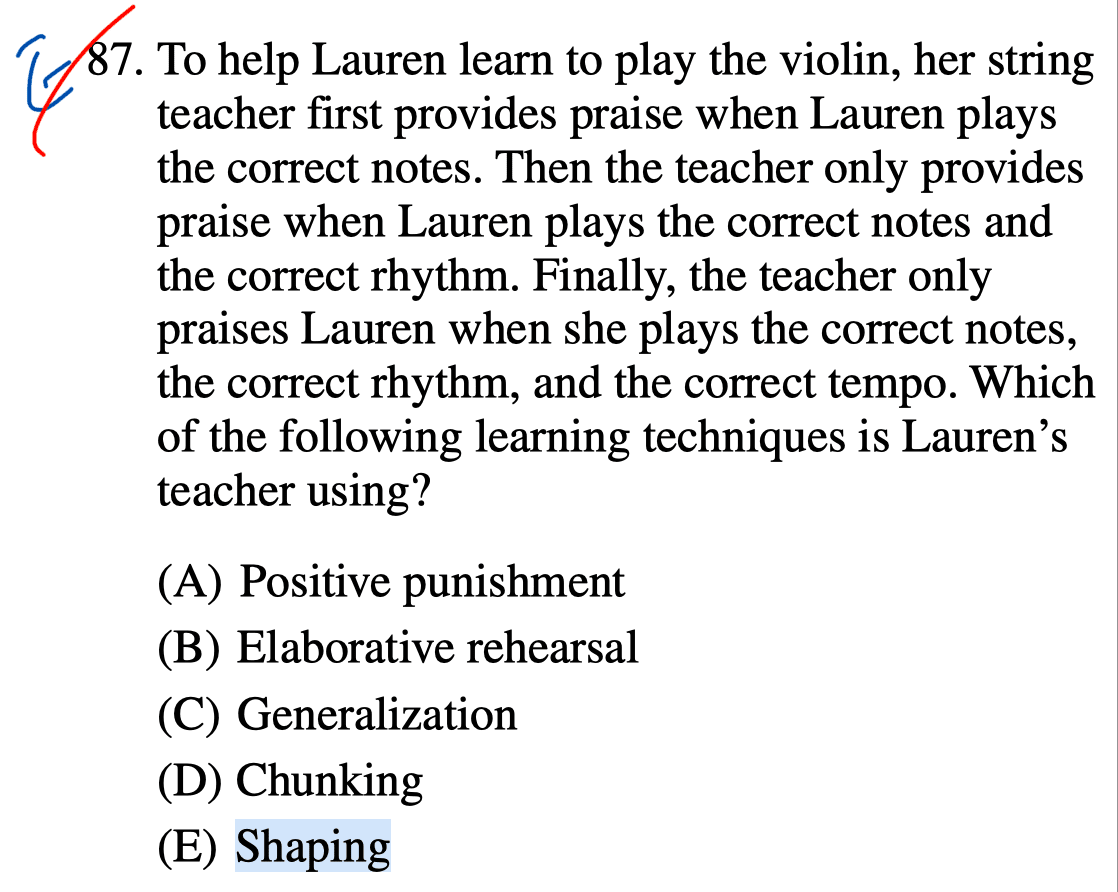 87. To help Lauren learn to play the violin, her string
teacher first provides praise when Lauren plays
the correct notes. Then the teacher only provides
praise when Lauren plays the correct notes and
the correct rhythm. Finally, the teacher only
praises Lauren when she plays the correct notes,
the correct rhythm, and the correct tempo. Which
of the following learning techniques is Lauren’s
teacher using?
(A) Positive punishment
(B) Elaborative rehearsal
(C) Generalization
(D) Chunking
(E) Shaping